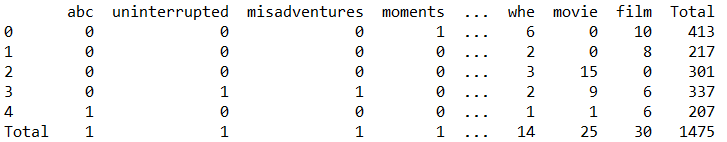 abc uninterrupted misadventures moments ... whe movie film Total
0 0 0 0 1 ... 6 0 10 413
1 0 0 0 0 ... 2 0 8 217
2 0 0 0 0 ... 3 15 0 301
3 0 1 1 0 ... 2 9 6 337
4 1 0 0 0 ... 1 1 6 207
Total 1 1 1 1 ... 14 25 30 1475